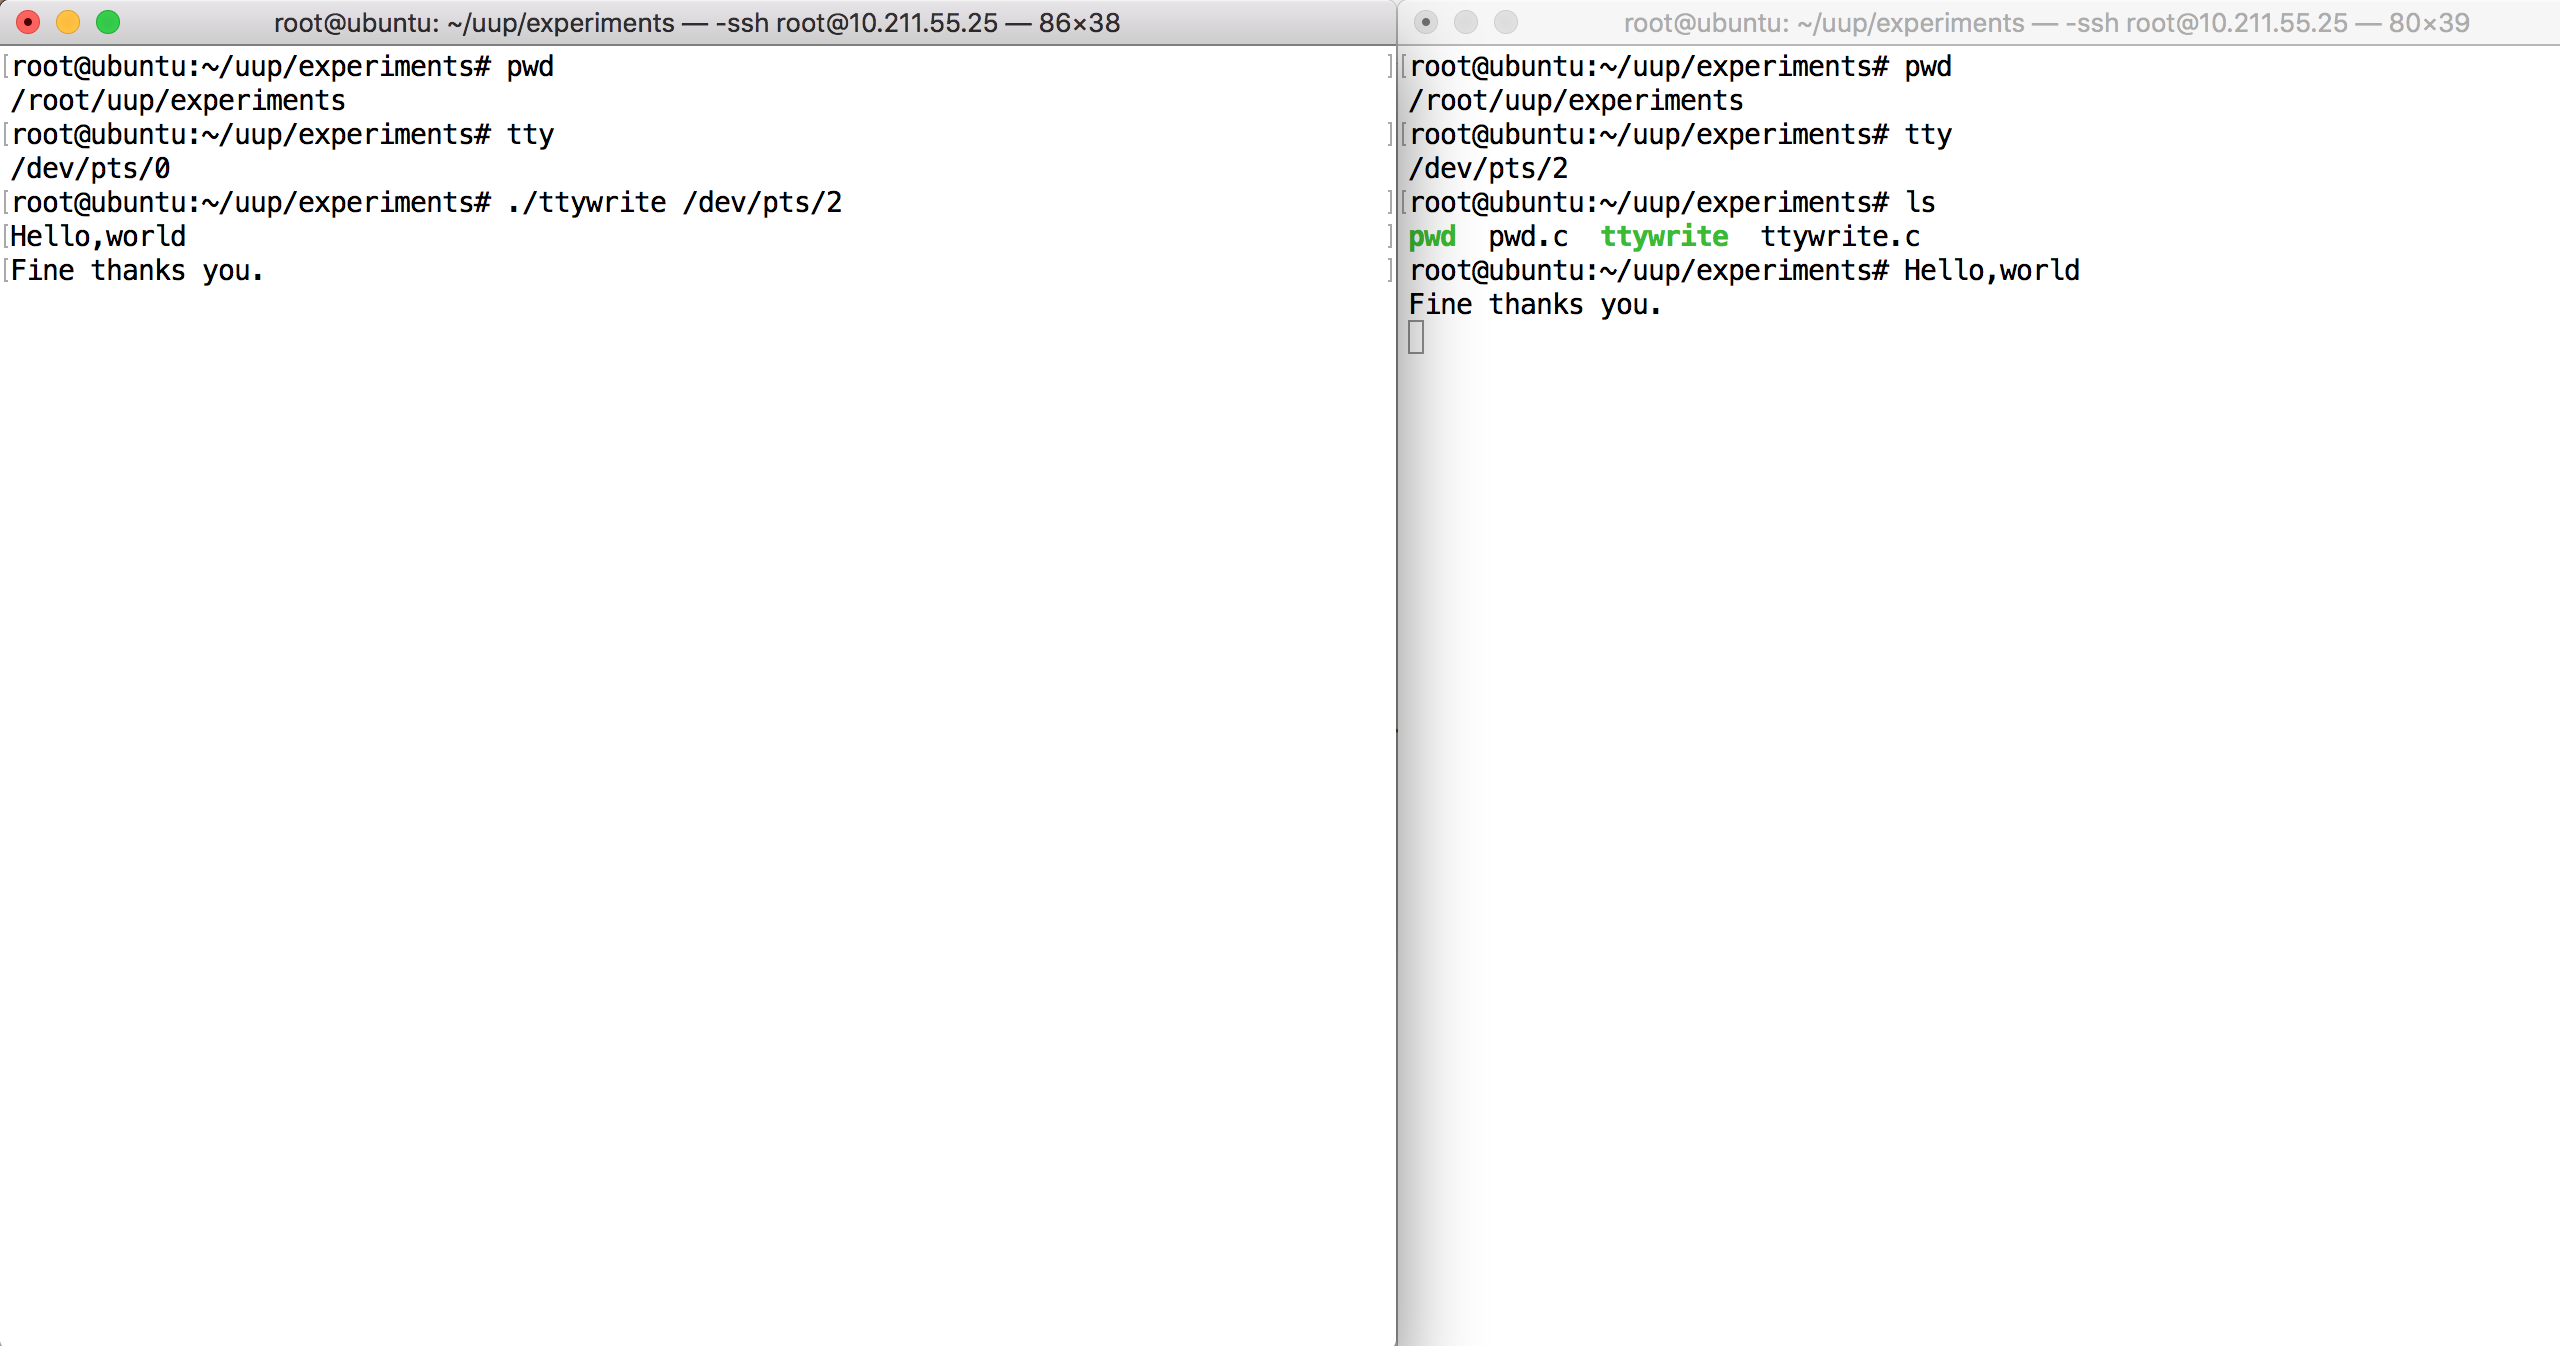 root@ubuntu: ~/uup/experiments — -ssh root@10.211.55.25 — 86×38
[root@ubuntu:~/uup/experiments# pwd ]
/root/uup/experiments
[root@ubuntu:~/uup/experiments# tty ]
/dev/pts/0
[root@ubuntu:~/uup/experiments# ./ttywrite /dev/pts/2 ]
[Hello,world ]
[Fine thanks you. ]
root@ubuntu: ~/uup/experiments — -ssh root@10.211.55.25 — 80×39
[root@ubuntu:~/uup/experiments# pwd
/root/uup/experiments
[root@ubuntu:~/uup/experiments# tty
/dev/pts/2
[root@ubuntu:~/uup/experiments# ls
pwd  pwd.c  ttywrite  ttywrite.c
root@ubuntu:~/uup/experiments# Hello,world
Fine thanks you.